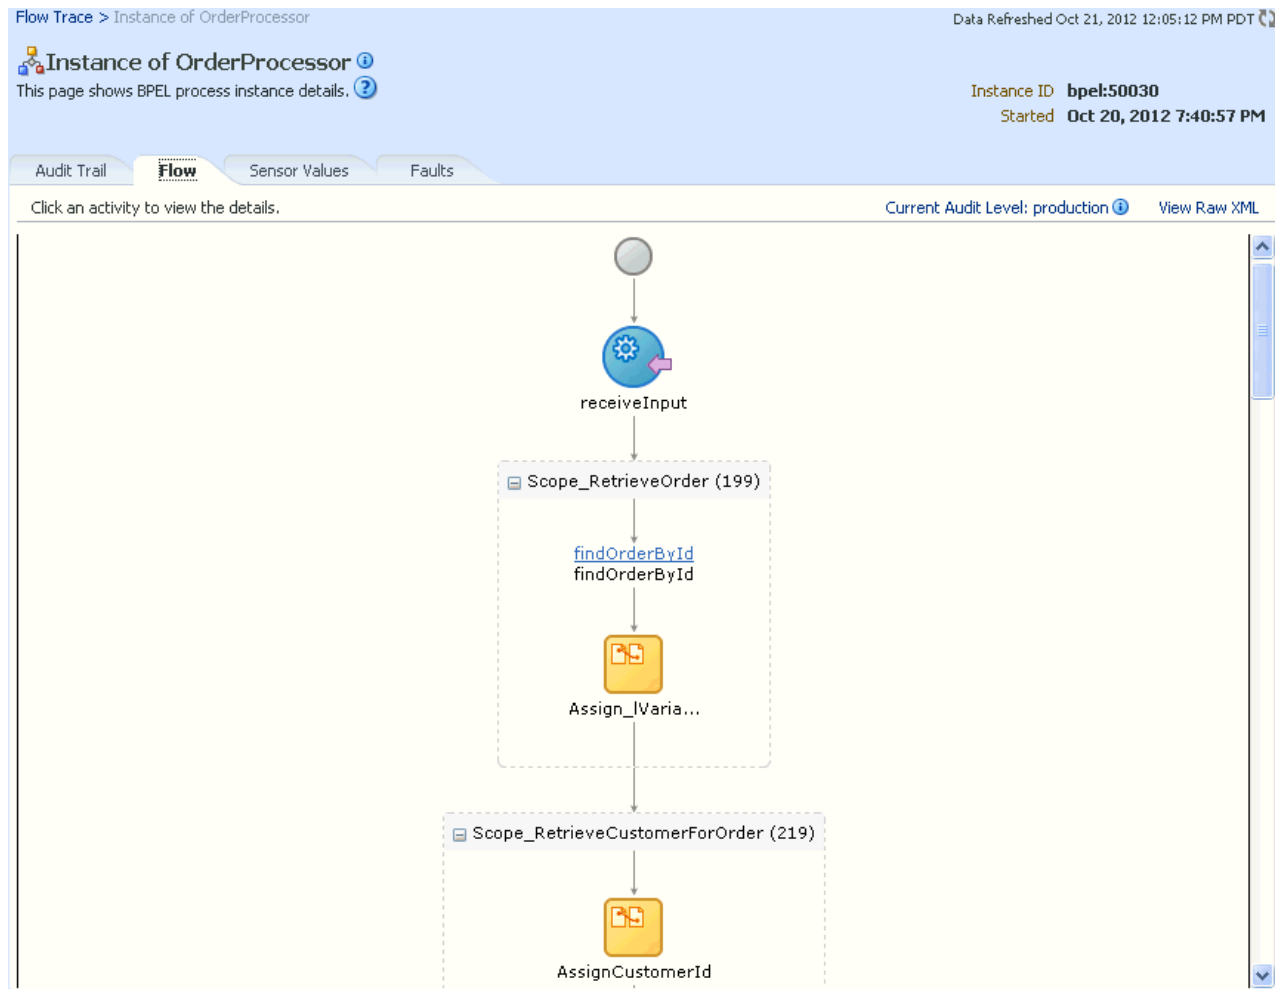 Flow Trace > Instance of OrderProcessor
Data Refreshed Oct 21, 2012 12:05:12 PM PDT
Instance of OrderProcessor
This page shows BPEL process instance details.
Instance ID bpel:50030
Started Oct 20, 2012 7:40:57 PM
Audit Trail Flow Sensor Values Faults
Click an activity to view the details.
Current Audit Level: production View Raw XML
receiveInput
Scope_RetrieveOrder (199)
findOrderById
findOrderById
Assign_lVaria...
Scope_RetrieveCustomerForOrder (219)
AssignCustomerId